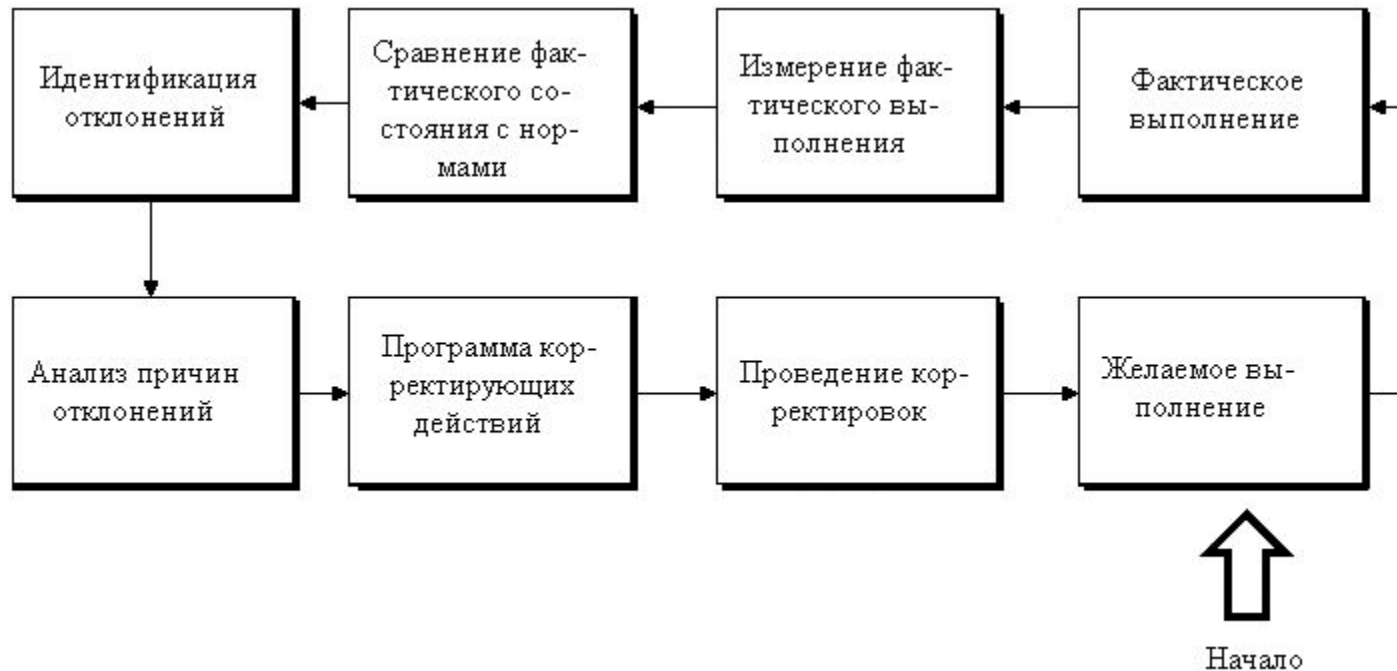 Идентификация
отклонений
Сравнение фак-
тического со-
стояния с нор-
мами
Измерение фак-
тического вы-
полнения
Фактическое
выполнение
Анализ причин
отклонений
Программа кор-
ректирующих
действий
Проведение кор-
ректировок
Желаемое вы-
полнение
Начало